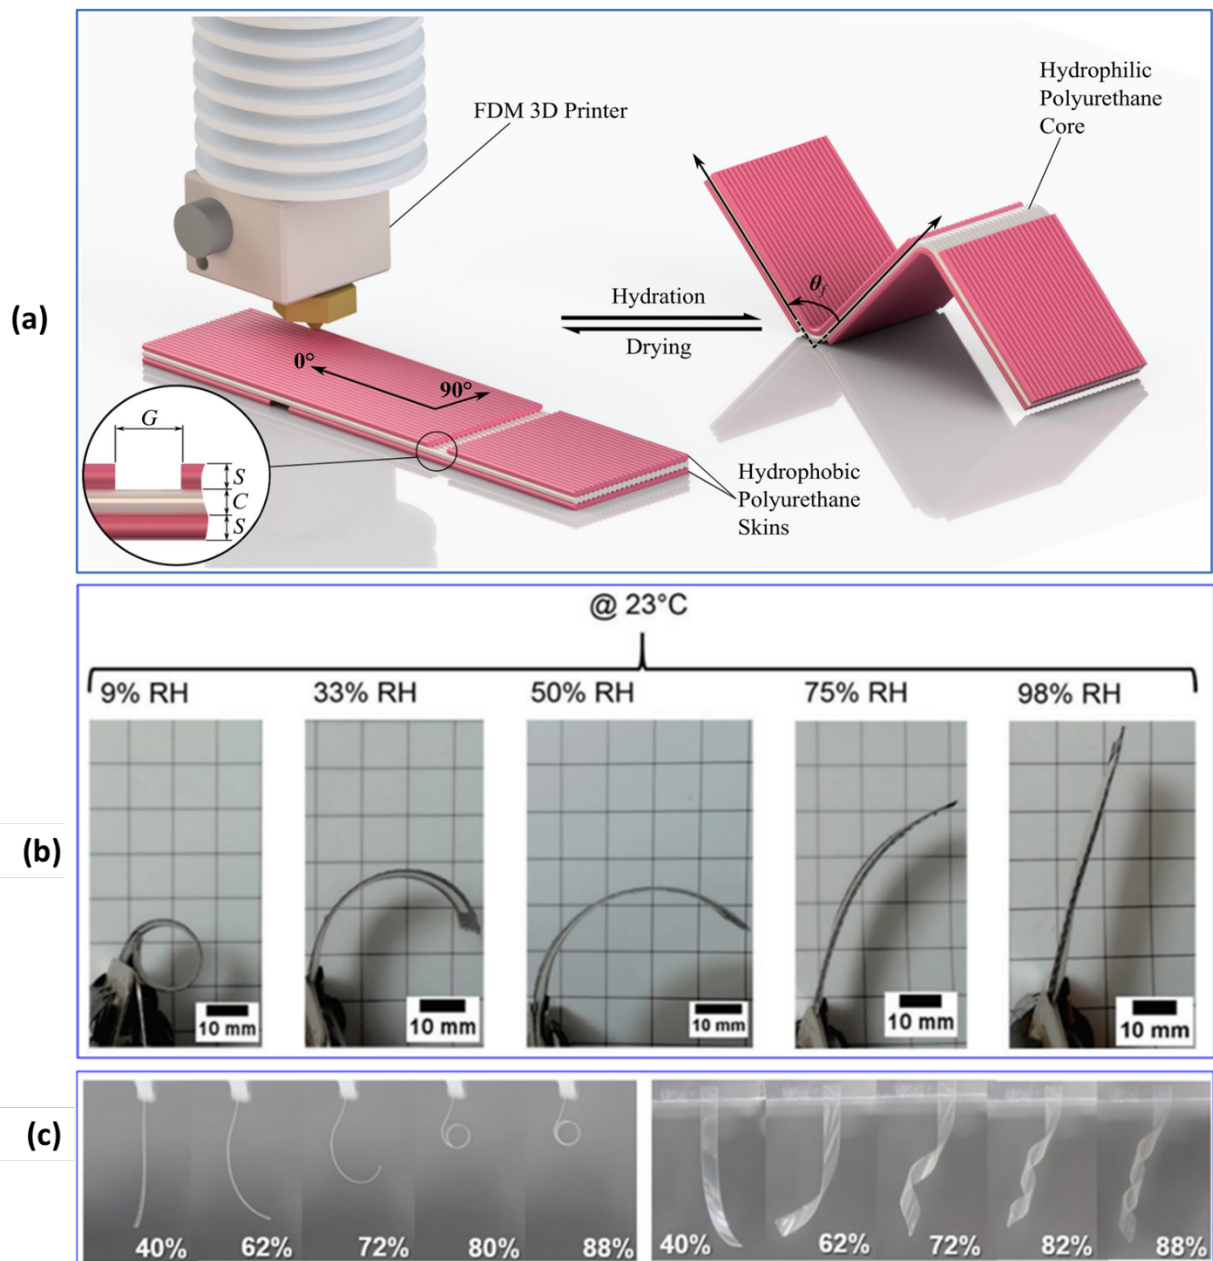 (a)
FDM 3D Printer
Hydrophilic
Polyurethane
Core
θf
Hydration
Drying
0°
90°
G
S
C
S
Hydrophobic
Polyurethane
Skins
(b)
@ 23°C
9% RH
33% RH
50% RH
75% RH
98% RH
10 mm
10 mm
10 mm
10 mm
10 mm
(c)
40%
62%
72%
80%
88%
40%
62%
72%
82%
88%